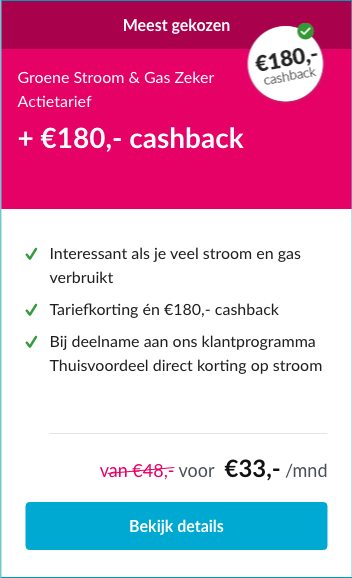 Meest gekozen
€180,-
cashback
Groene Stroom & Gas Zeker
Actietarief
+ €180,- cashback
Interessant als je veel stroom en gas
verbruikt
Tariefkorting én €180,- cashback
Bij deelname aan ons klantprogramma
Thuisvoordeel direct korting op stroom
van €48,- voor €33,- /mnd
Bekijk details